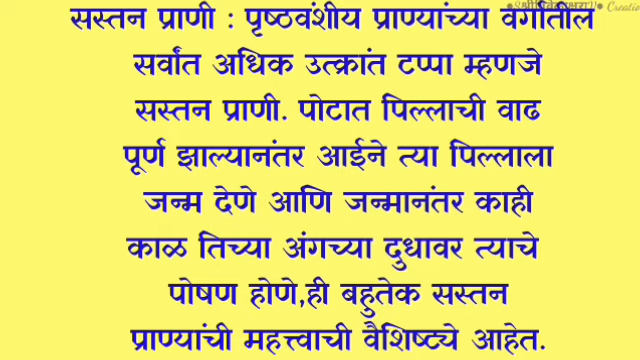 सस्तन प्राणी : पृष्ठवंशीय प्राण्यांच्या वर्गातील
सर्वांत अधिक उत्क्रांत टप्पा म्हणजे
सस्तन प्राणी. पोटात पिल्लाची वाढ
पूर्ण झाल्यानंतर आईने त्या पिल्लाला
जन्म देणे आणि जन्मानंतर काही
काळ तिच्या अंगच्या दुधावर त्याचे
पोषण होणे,ही बहुतेक सस्तन
प्राण्यांची महत्त्वाची वैशिष्ट्ये आहेत.